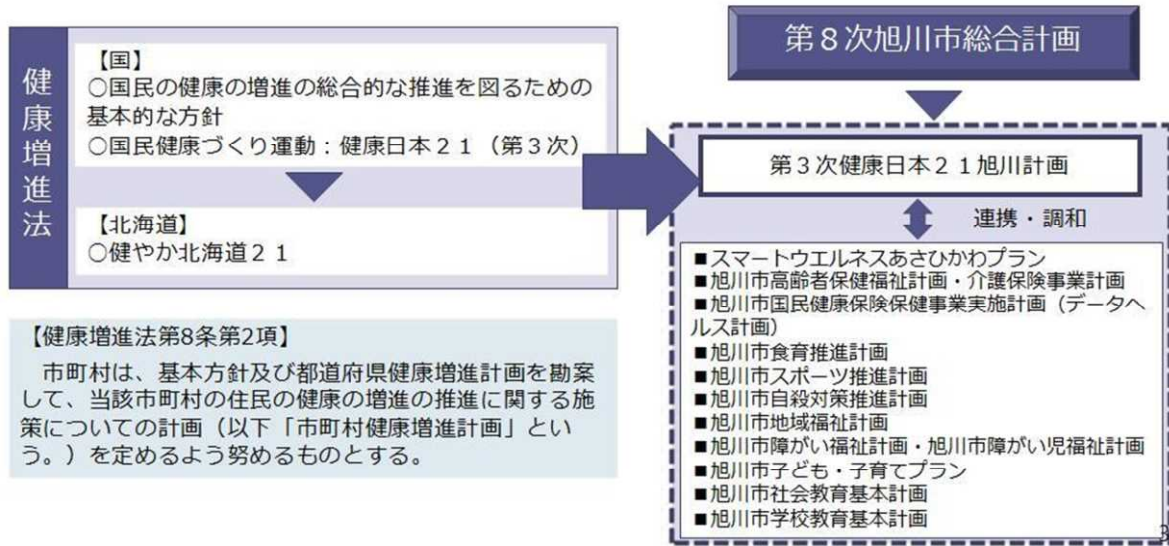 健康増進法
【国】
○国民の健康の増進の総合的な推進を図るための
基本的な方針
○国民健康づくり運動：健康日本２１（第３次）
【北海道】
○健やか北海道２１
【健康増進法第8条第2項】
　市町村は、基本方針及び都道府県健康増進計画を勘案
して、当該市町村の住民の健康の増進の推進に関する施
策についての計画（以下「市町村健康増進計画」とい
う。）を定めるよう努めるものとする。
第８次旭川市総合計画
第３次健康日本２１旭川計画
連携・調和
■スマートウエルネスあさひかわプラン
■旭川市高齢者保健福祉計画・介護保険事業計画
■旭川市国民健康保険保健事業実施計画（データヘ
ルス計画）
■旭川市食育推進計画
■旭川市スポーツ推進計画
■旭川市自殺対策推進計画
■旭川市地域福祉計画
■旭川市障がい福祉計画・旭川市障がい児福祉計画
■旭川市子ども・子育てプラン
■旭川市社会教育基本計画
■旭川市学校教育基本計画
3